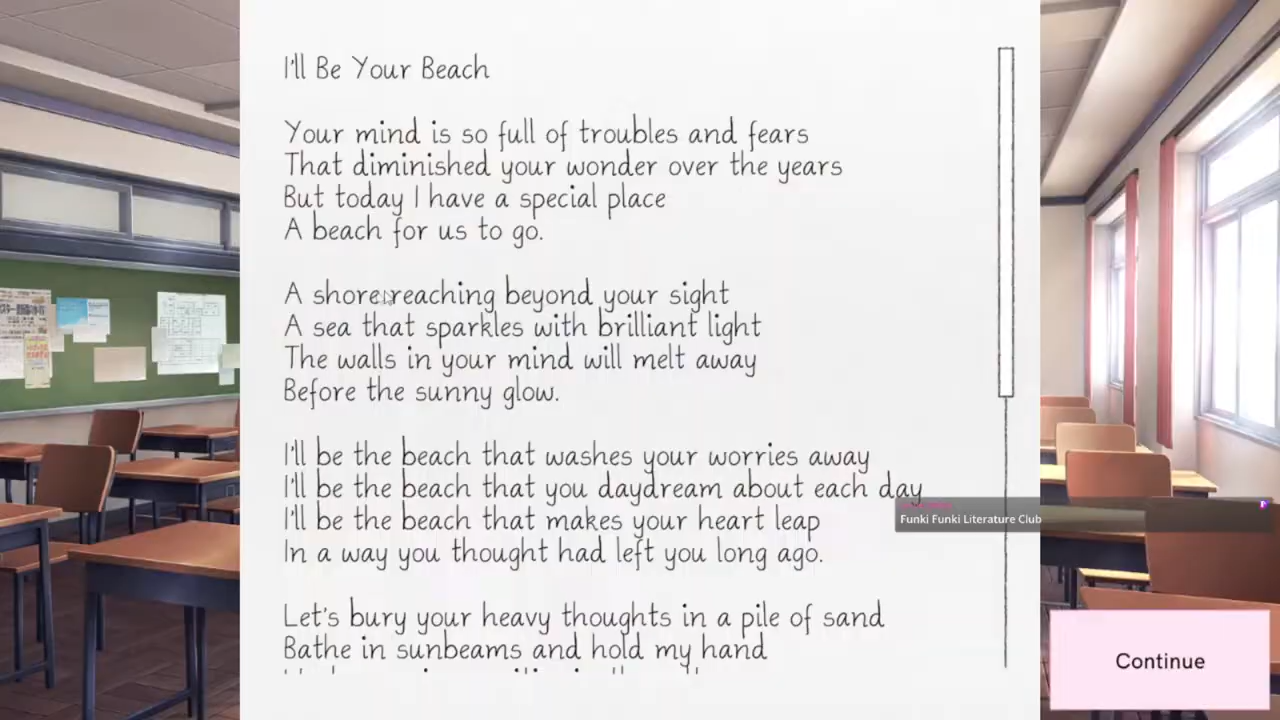 I'll Be Your Beach
Your mind is so full of troubles and fears
That diminished your wonder over the years
But today I have a special place
A beach for us to go.
A shore reaching beyond your sight
A sea that sparkles with brilliant light
The walls in your mind will melt away
Before the sunny glow.
I'll be the beach that washes your worries away
I'll be the beach that you daydream about each day
I'll be the beach that makes your heart leap
In a way you thought had left you long ago.
Let's bury your heavy thoughts in a pile of sand
Bathe in sunbeams and hold my hand
Funki Funki Literature Club
Continue